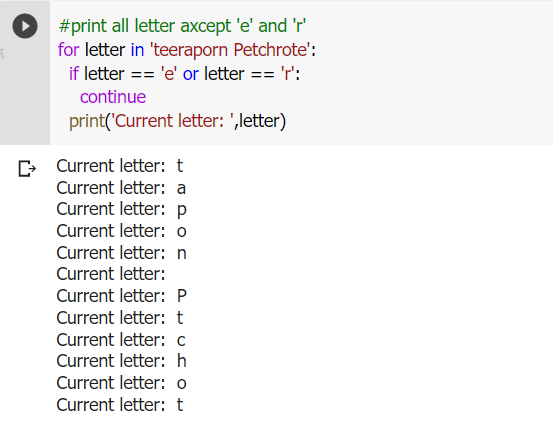 #print all letter axcept 'e' and 'r'
for letter in 'teeraporn Petchrote':
  if letter == 'e' or letter == 'r':
    continue
  print('Current letter: ',letter)
Current letter:  t
Current letter:  a
Current letter:  p
Current letter:  o
Current letter:  n
Current letter:
Current letter:  P
Current letter:  t
Current letter:  c
Current letter:  h
Current letter:  o
Current letter:  t